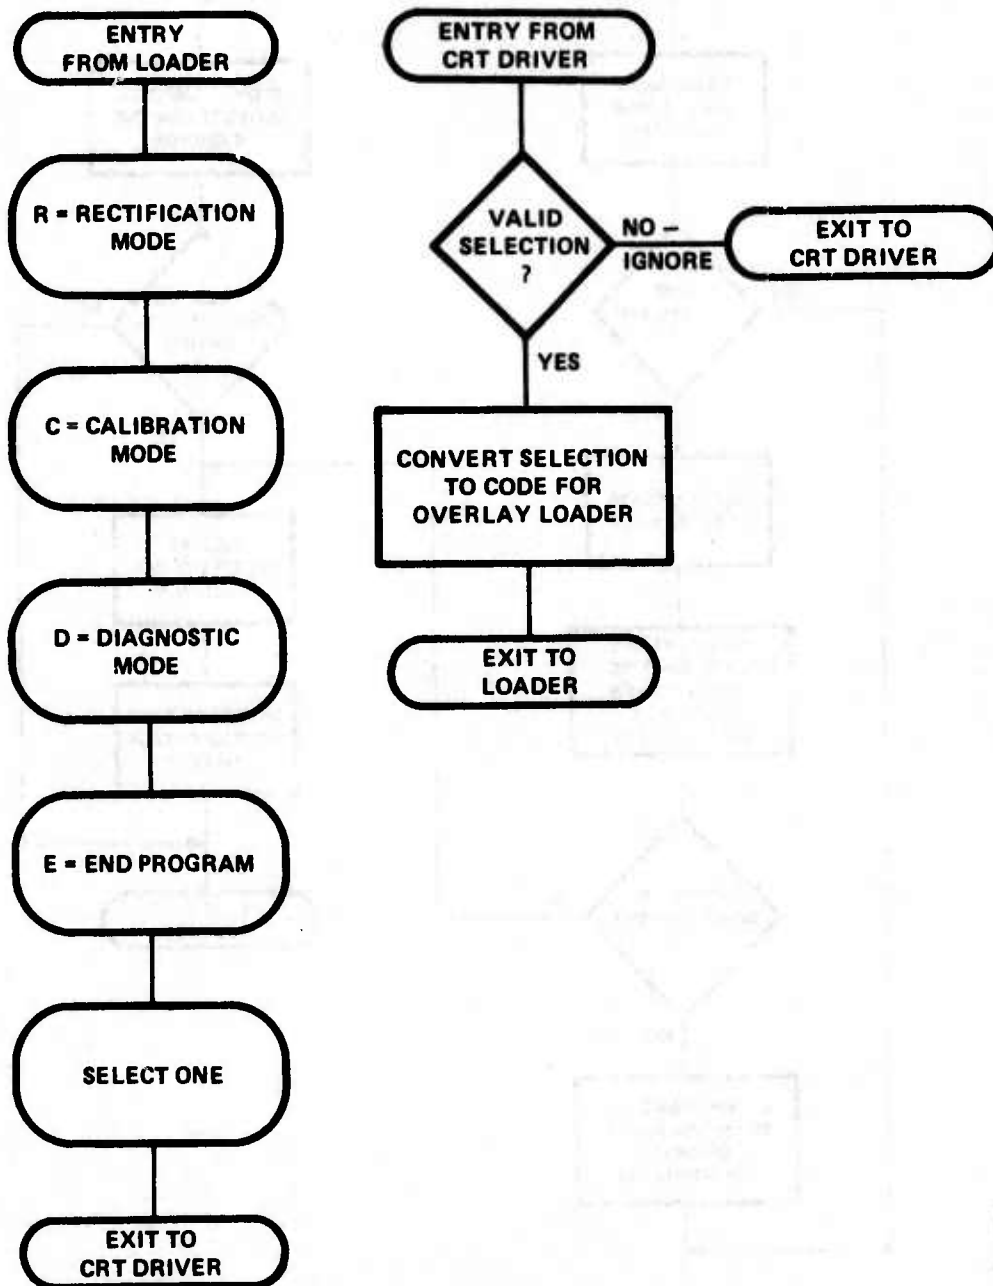 ENTRY
FROM LOADER
R = RECTIFICATION
MODE
C = CALIBRATION
MODE
D = DIAGNOSTIC
MODE
E = END PROGRAM
SELECT ONE
EXIT TO
CRT DRIVER
ENTRY FROM
CRT DRIVER
VALID
SELECTION
?
NO –
IGNORE
EXIT TO
CRT DRIVER
YES
CONVERT SELECTION
TO CODE FOR
OVERLAY LOADER
EXIT TO
LOADER